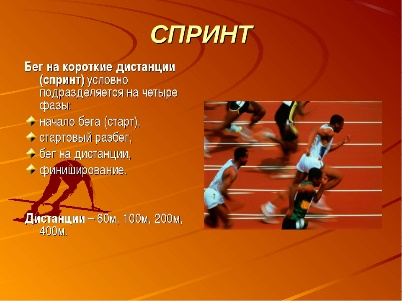 СПРИНТ
Бег на короткие дистанции
(спринт) условно
подразделяется на четыре
фазы:
начало бега (старт),
стартовый разбег,
бег на дистанции,
финиширование.
Дистанции – 60м, 100м, 200м,
400м.